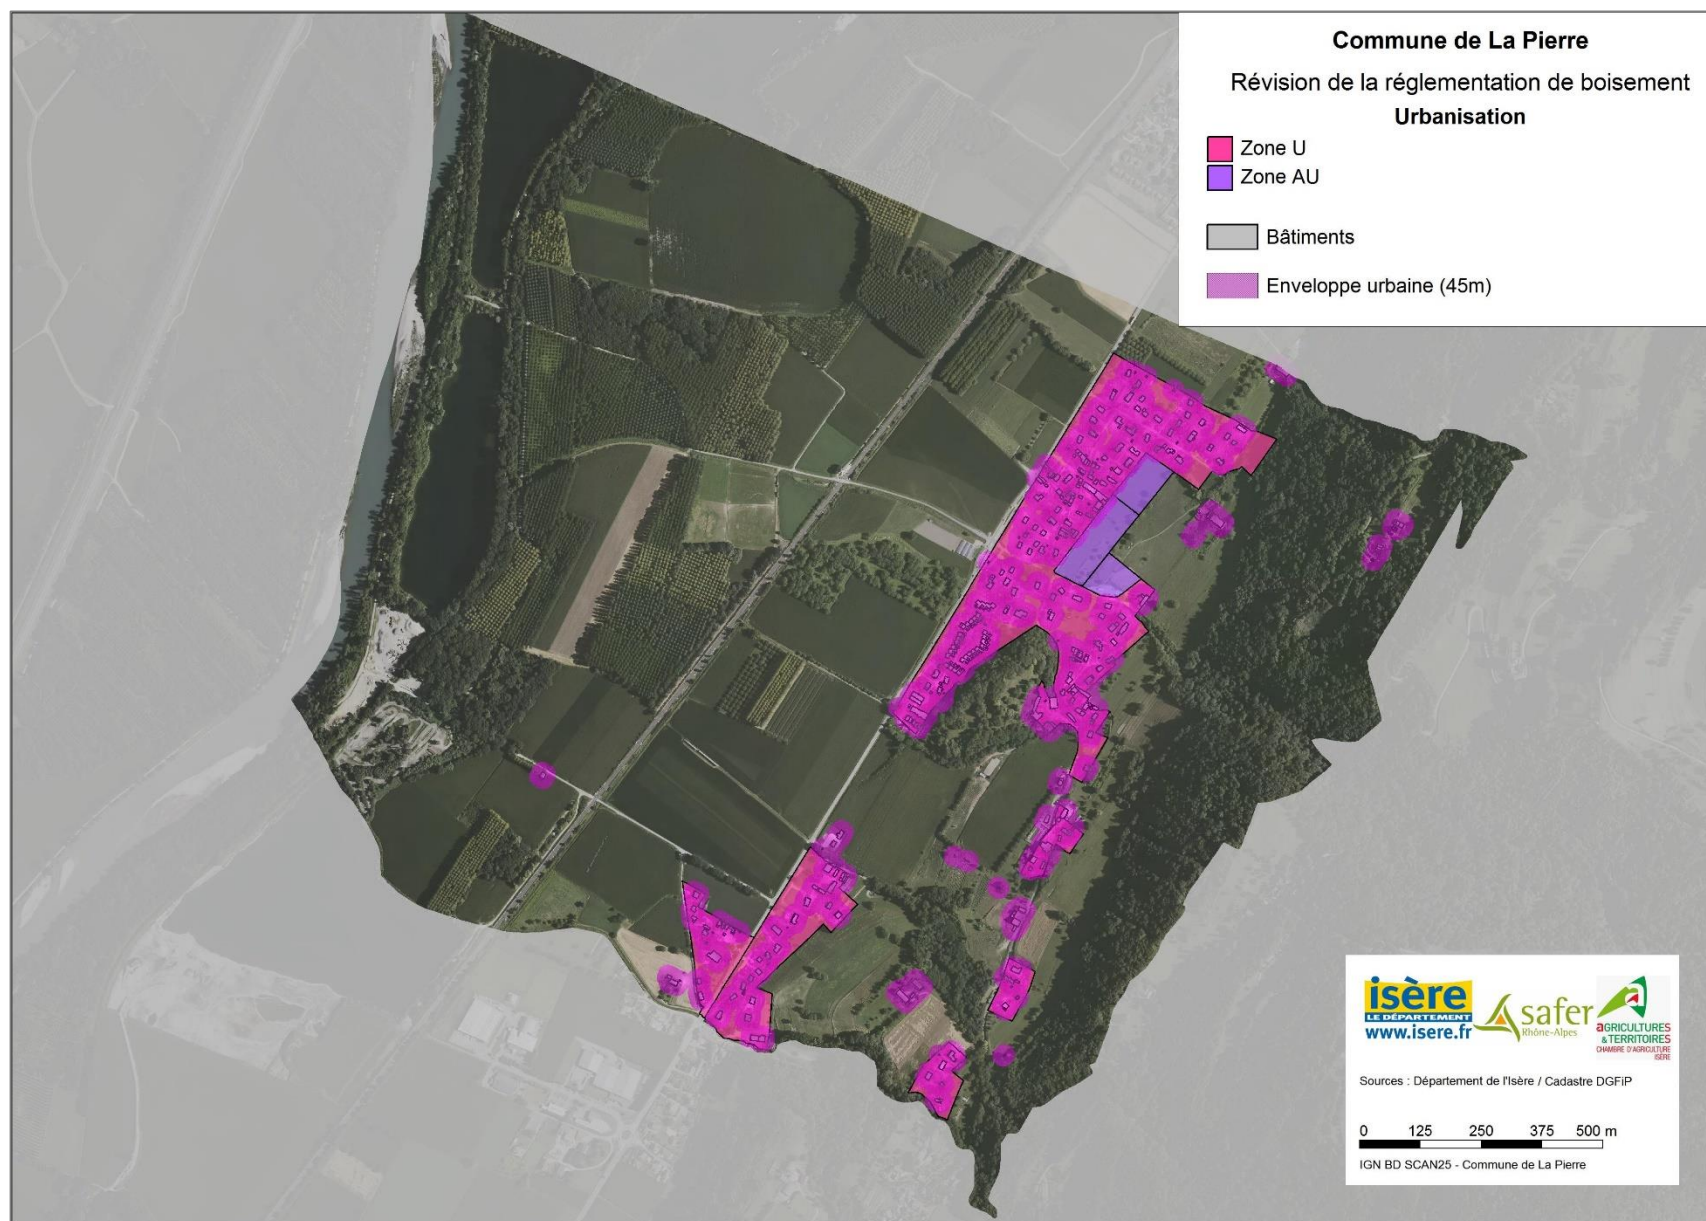 Commune de La Pierre
Révision de la réglementation de boisement
Urbanisation
Zone U
Zone AU
Bâtiments
Enveloppe urbaine (45m)
isère
LE DÉPARTEMENT
www.isere.fr
safer
Rhône-Alpes
aGRICULTURES
& TERRITOIRES
CHAMBRE D'AGRICULTURE
ISÈRE
Sources : Département de l'Isère / Cadastre DGFiP
0 125 250 375 500 m
IGN BD SCAN25 - Commune de La Pierre